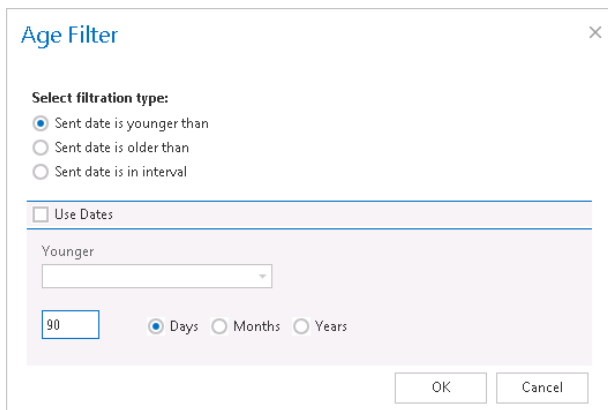 Age Filter
Select filtration type:
Sent date is younger than
Sent date is older than
Sent date is in interval
Use Dates
Younger
90 Days Months Years
OK Cancel